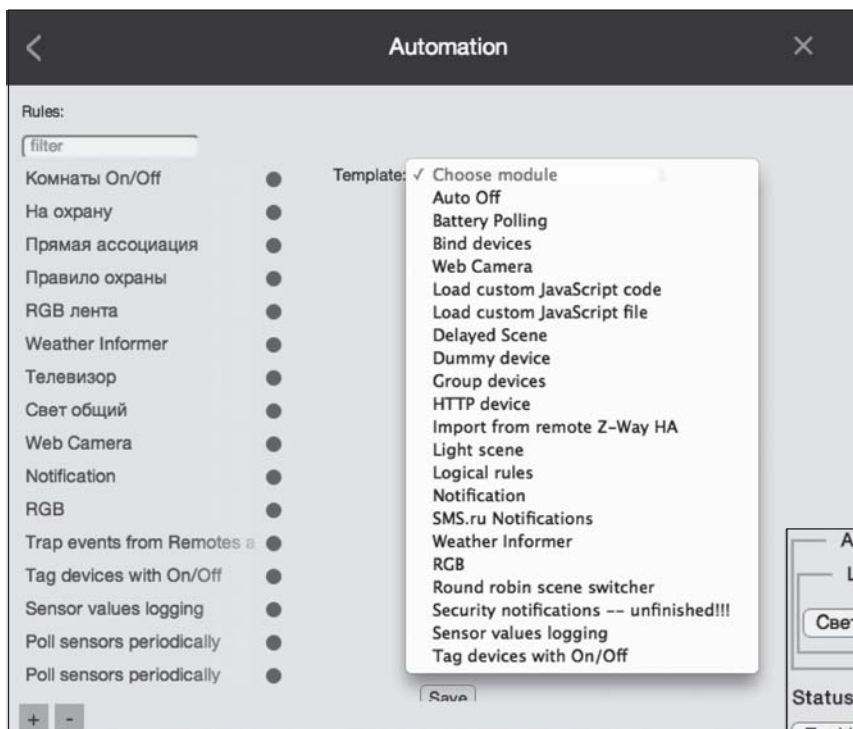 Automation
Rules:
filter
Комнаты On/Off
На охрану
Прямая ассоциация
Правило охраны
RGB лента
Weather Informer
Телевизор
Свет общий
Web Camera
Notification
RGB
Trap events from Remotes a
Tag devices with On/Off
Sensor values logging
Poll sensors periodically
Poll sensors periodically
+ -
Template: ✓ Choose module
Auto Off
Battery Polling
Bind devices
Web Camera
Load custom JavaScript code
Load custom JavaScript file
Delayed Scene
Dummy device
Group devices
HTTP device
Import from remote Z-Way HA
Light scene
Logical rules
Notification
SMS.ru Notifications
Weather Informer
RGB
Round robin scene switcher
Security notifications -- unfinished!!!
Sensor values logging
Tag devices with On/Off
Save
A
L
Свет
Status